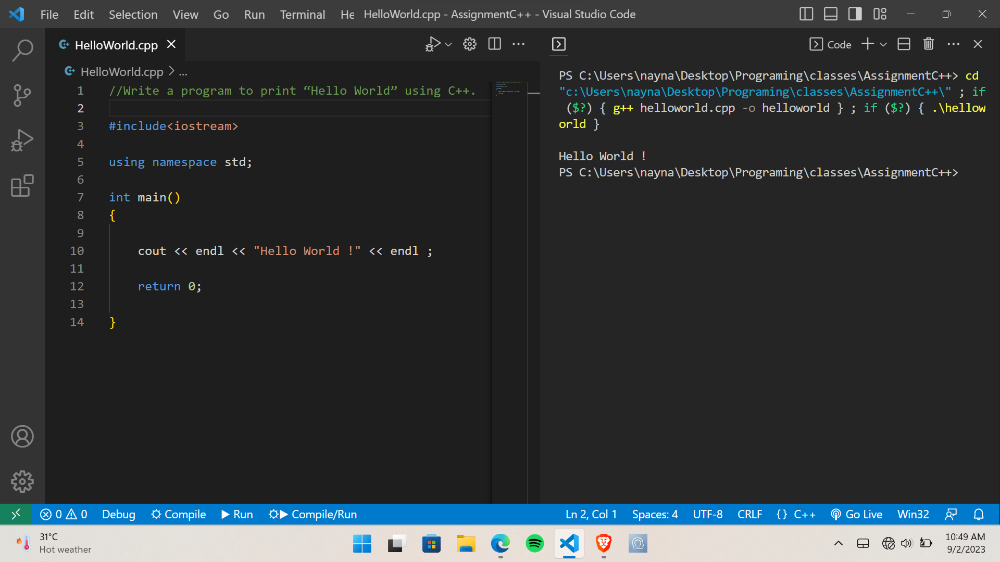 File Edit Selection View Go Run Terminal He HelloWorld.cpp - AssignmentC++ - Visual Studio Code
HelloWorld.cpp
HelloWorld.cpp > ...
1 //Write a program to print “Hello World” using C++.
2
3 #include<iostream>
4
5 using namespace std;
6
7 int main()
8 {
9
10 cout << endl << "Hello World !" << endl ;
11
12 return 0;
13
14 }
Code
PS C:\Users\nayna\Desktop\Programing\classes\AssignmentC++> cd
"c:\Users\nayna\Desktop\Programing\classes\AssignmentC++\" ; if
($?) { g++ helloworld.cpp -o helloworld } ; if ($?) { .\hellow
orld }
Hello World !
PS C:\Users\nayna\Desktop\Programing\classes\AssignmentC++>
0 0 Debug Compile Run Compile/Run Ln 2, Col 1 Spaces: 4 UTF-8 CRLF {} C++ Go Live Win32
31°C
Hot weather
10:49 AM
9/2/2023